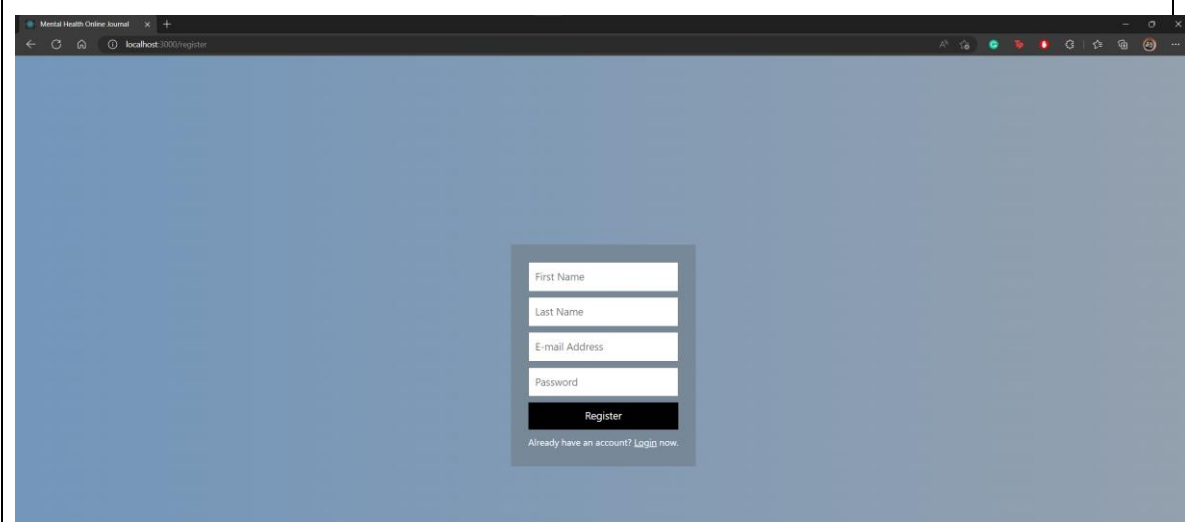 Mental Health Online Journal
localhost:3000/register
First Name
Last Name
E-mail Address
Password
Register
Already have an account? Login now.